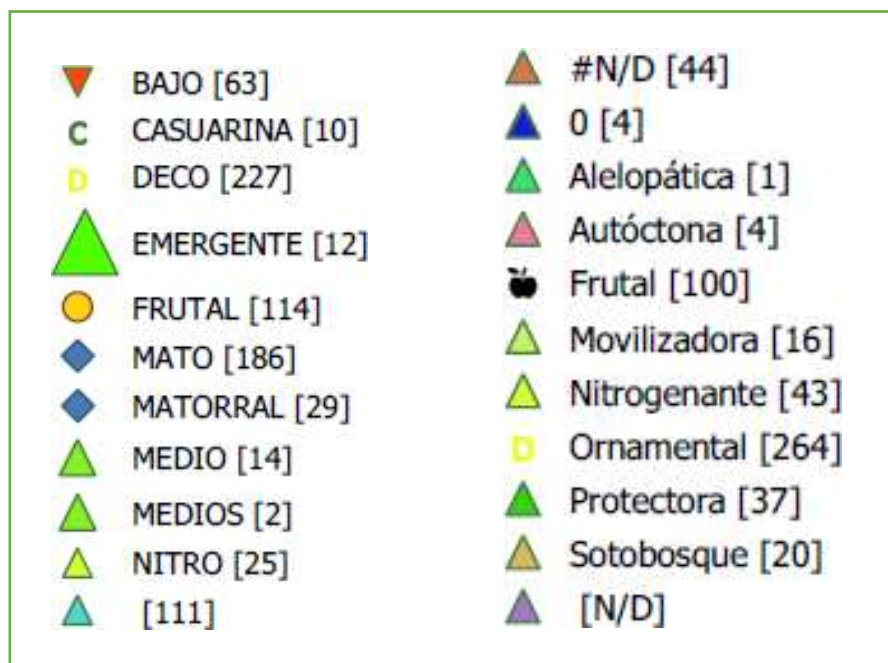 BAJO [63]
C CASUARINA [10]
D DECO [227]
EMERGENTE [12]
FRUTAL [114]
MATO [186]
MATORRAL [29]
MEDIO [14]
MEDIOS [2]
NITRO [25]
[111]
#N/D [44]
0 [4]
Alelopática [1]
Autóctona [4]
Frutal [100]
Movilizadora [16]
Nitrogenante [43]
D Ornamental [264]
Protectora [37]
Sotobosque [20]
[N/D]